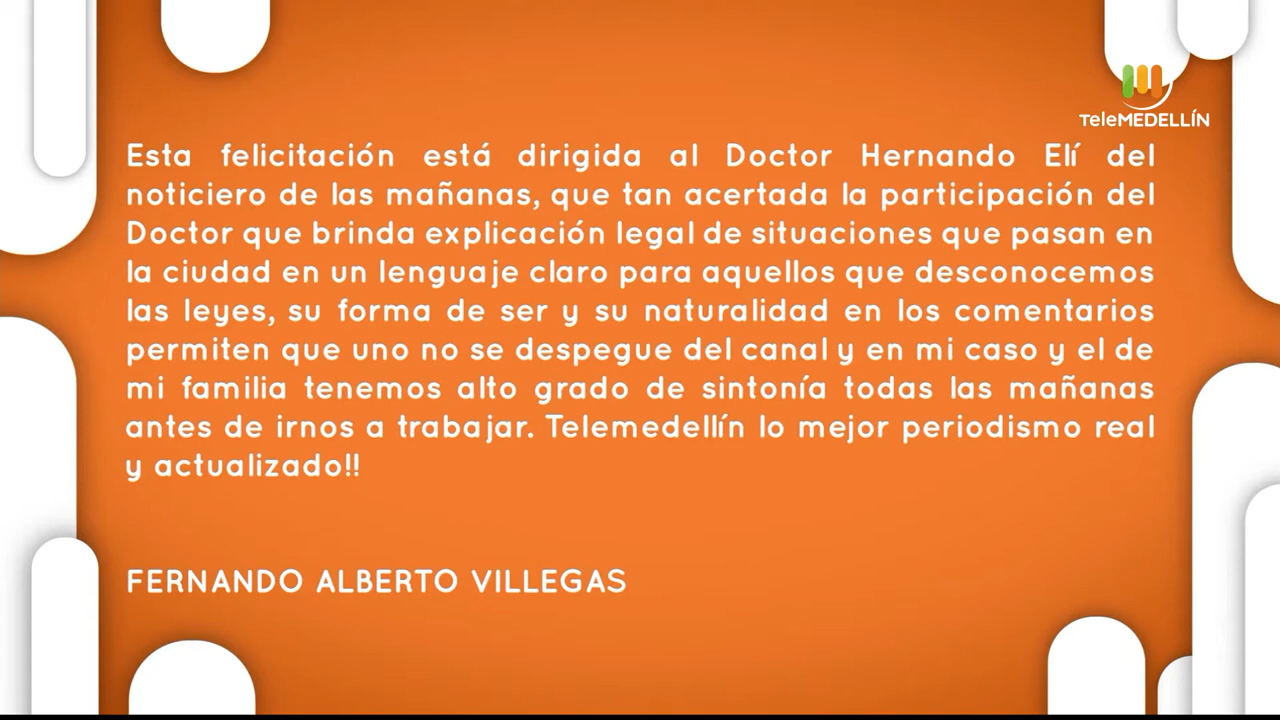 TeleMEDELLÍN
Esta felicitación está dirigida al Doctor Hernando Elí del
noticiero de las mañanas, que tan acertada la participación del
Doctor que brinda explicación legal de situaciones que pasan en
la ciudad en un lenguaje claro para aquellos que desconocemos
las leyes, su forma de ser y su naturalidad en los comentarios
permiten que uno no se despegue del canal y en mi caso y el de
mi familia tenemos alto grado de sintonía todas las mañanas
antes de irnos a trabajar. Telemedellín lo mejor periodismo real
y actualizado!!
FERNANDO ALBERTO VILLEGAS